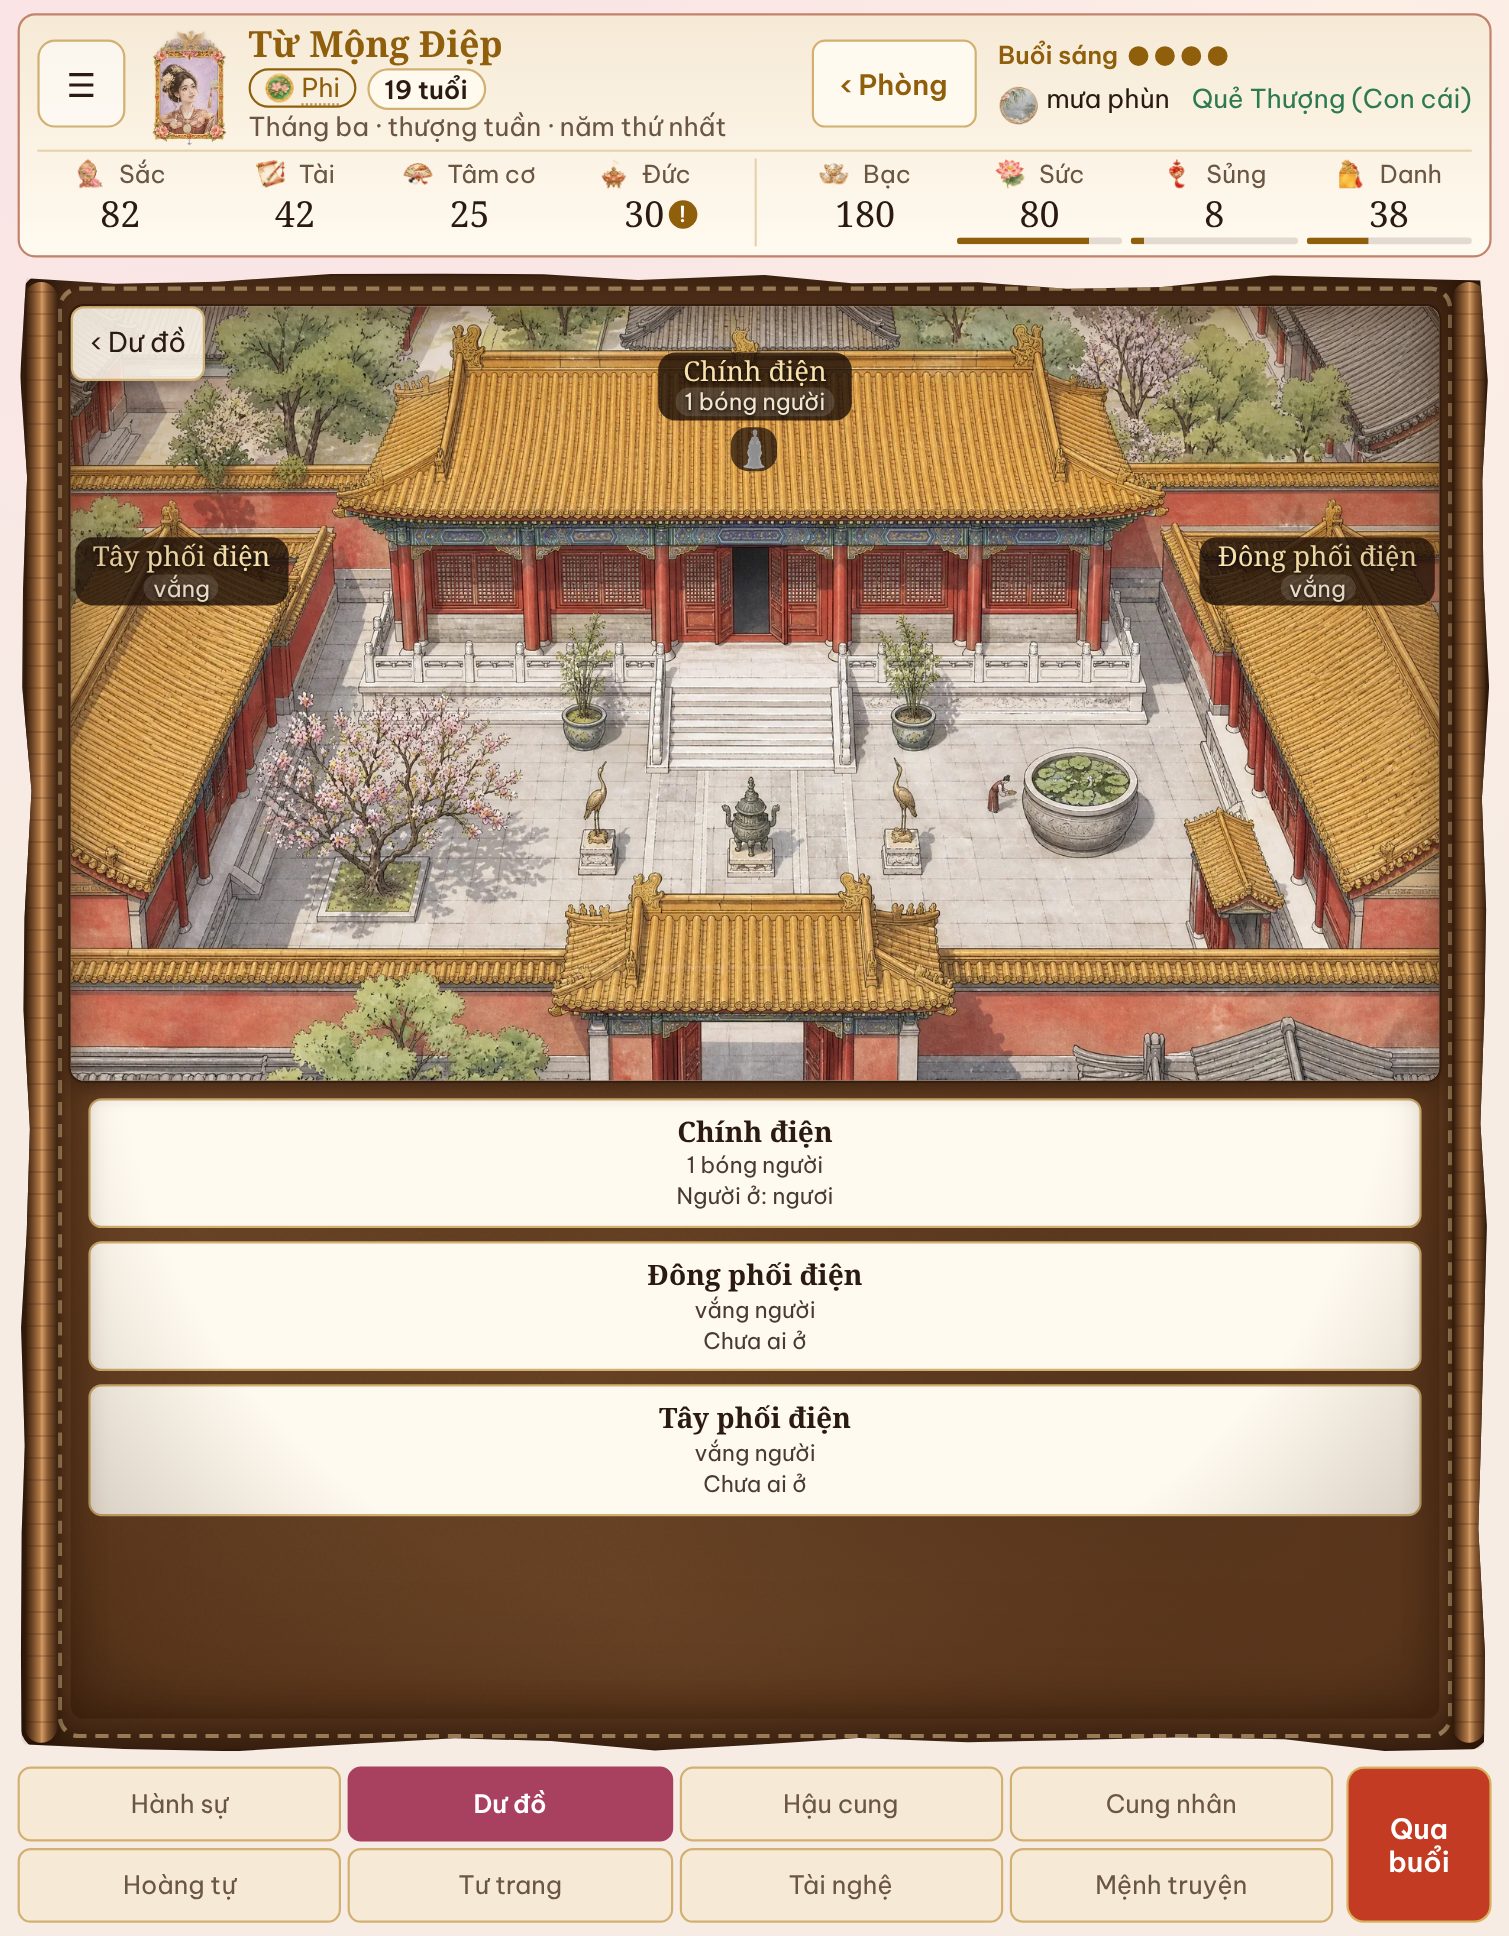 ☰
Từ Mộng Điệp
Phi
19 tuổi
Tháng ba · thượng tuần · năm thứ nhất
‹ Phòng
Buổi sáng
mưa phùn Quẻ Thượng (Con cái)
Sắc Tài Tâm cơ Đức Bạc Sức Sủng Danh
82 42 25 30 ! 180 80 8 38
‹ Dư đồ
Chính điện
1 bóng người
Tây phối điện
vắng
Đông phối điện
vắng
Chính điện
1 bóng người
Người ở: ngươi
Đông phối điện
vắng người
Chưa ai ở
Tây phối điện
vắng người
Chưa ai ở
Hành sự Dư đồ Hậu cung Cung nhân
Hoàng tự Tư trang Tài nghệ Mệnh truyện
Qua
buổi